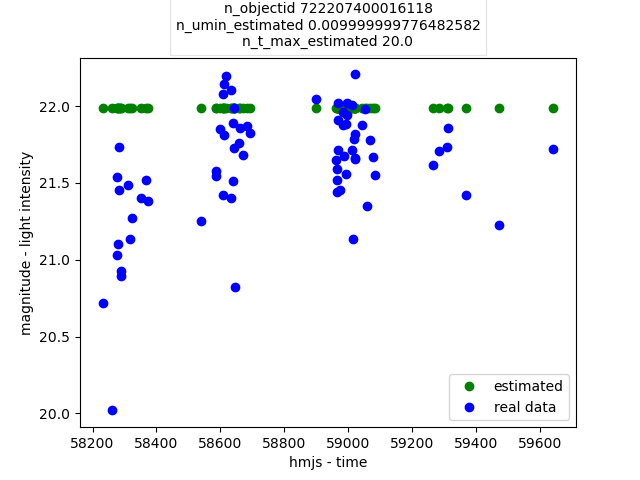 n_objectid 722207400016118
n_umin_estimated 0.009999999776482582
n_t_max_estimated 20.0
magnitude - light intensity
22.0
21.5
21.0
20.5
20.0
estimated
real data
58200 58400 58600 58800 59000 59200 59400 59600
hmjs - time